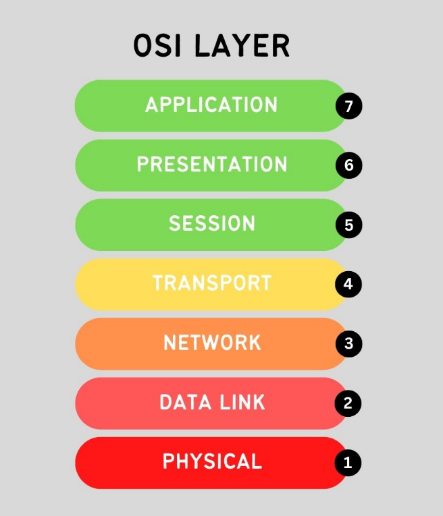 OSI LAYER
APPLICATION 7
PRESENTATION 6
SESSION 5
TRANSPORT 4
NETWORK 3
DATA LINK 2
PHYSICAL 1